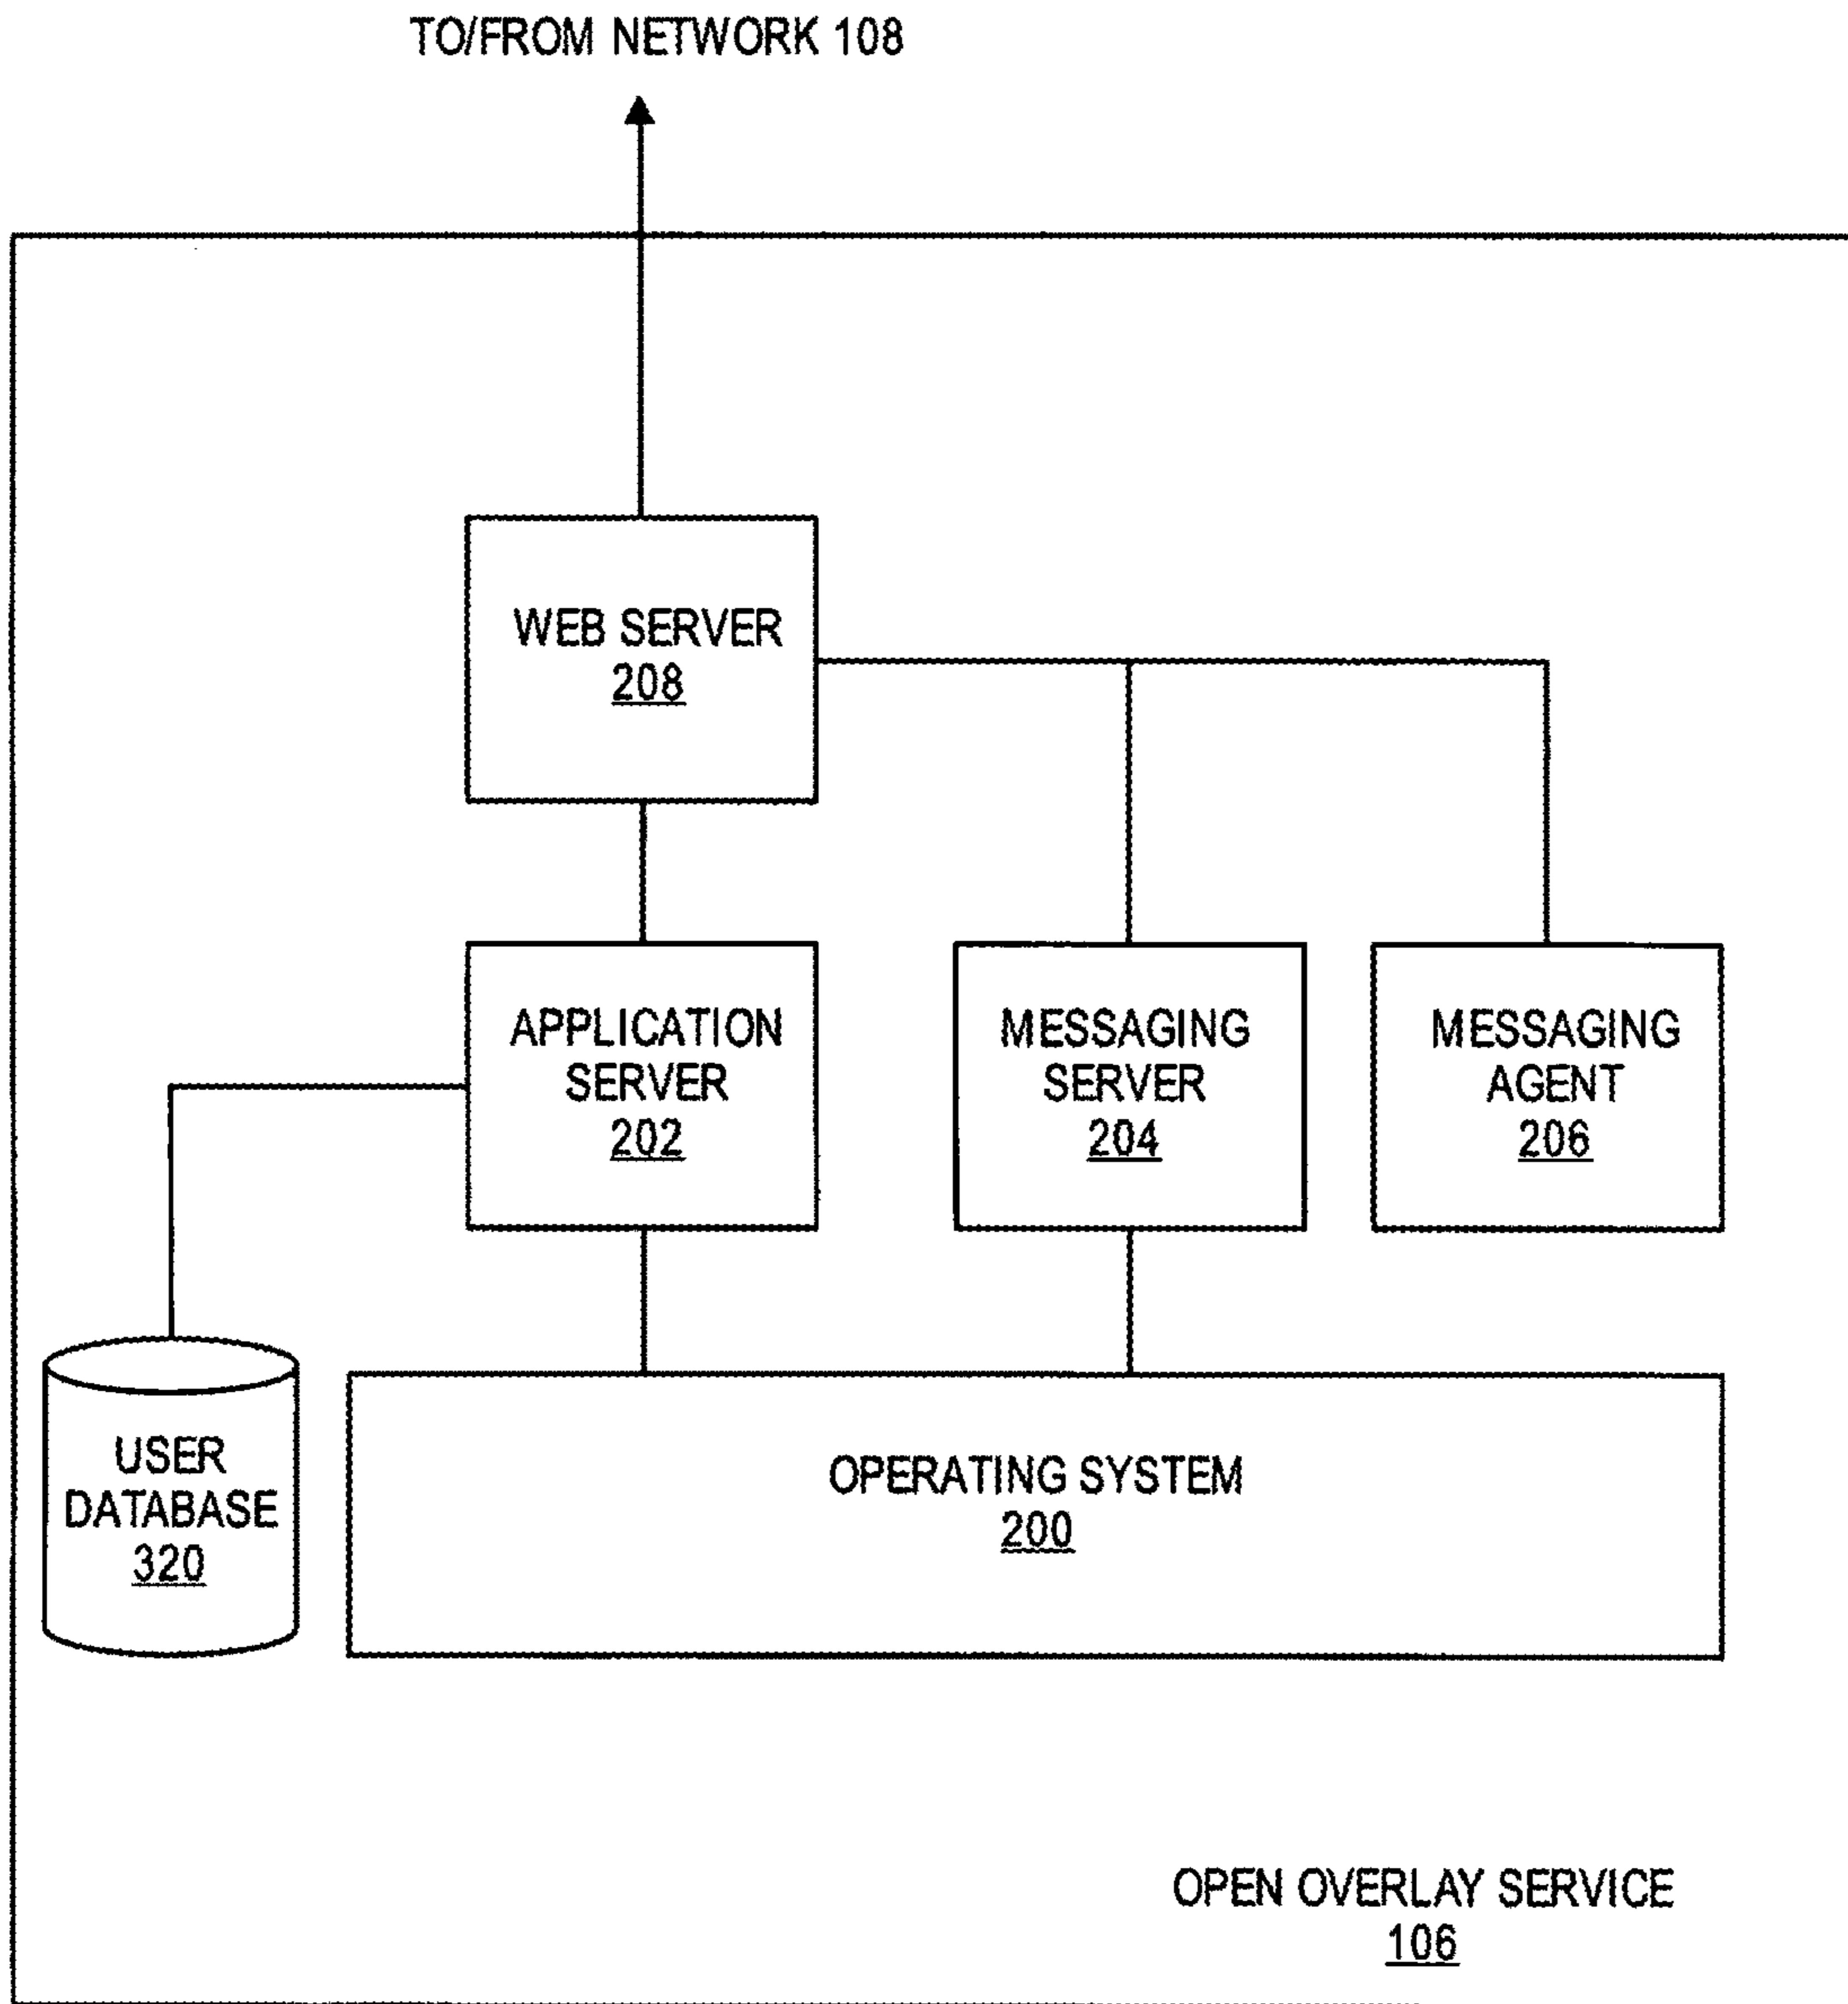 TO/FROM NETWORK 108
WEB SERVER
208
APPLICATION
SERVER
202
MESSAGING
SERVER
204
MESSAGING
AGENT
206
USER
DATABASE
320
OPERATING SYSTEM
200
OPEN OVERLAY SERVICE
106